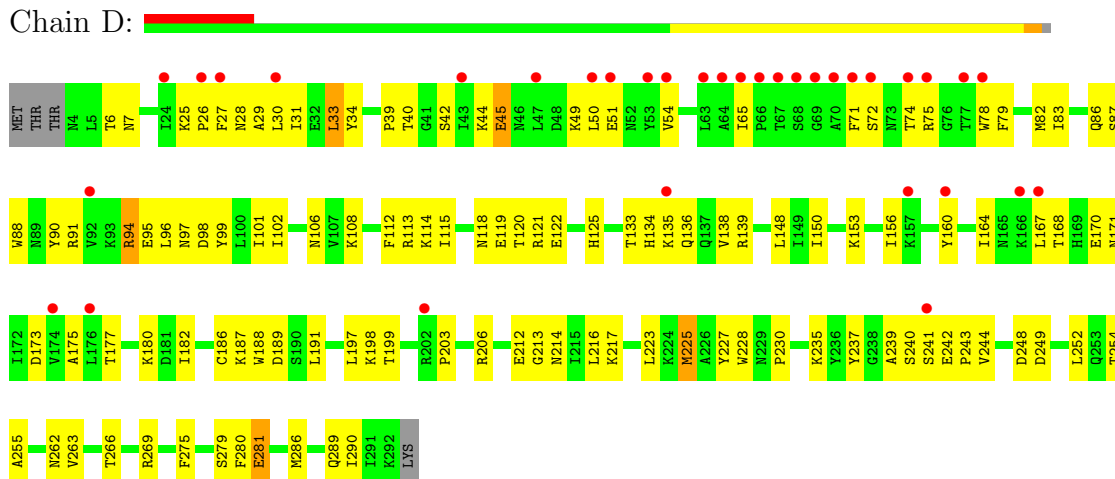 Chain D:
MET THR THR N4 L5 T6 N7 I24 K25 P26 F27 N28 A29 L30 I31 E32 L33 Y34 P39 T40 G41 S42 I43 K44 E45 N46 L47 D48 K49 L50 E51 N52 Y53 V54 L63 A64 I65 P66 T67 S68 G69 A70 F71 S72 N73 T74 R75 G76 T77 W78 F79 M82 I83 Q86 S87
W88 N89 Y90 R91 V92 K93 R94 E95 L96 N97 D98 Y99 L100 I101 I102 N106 V107 K108 F112 R113 K114 I115 N118 E119 T120 R121 E122 H125 T133 H134 K135 Q136 Q137 V138 R139 L148 I149 I150 K153 I156 K157 Y160 I164 N165 K166 L167 T168 H169 E170 N171
I172 D173 V174 A175 L176 T177 K180 D181 I182 C186 K187 W188 D189 S190 L191 L197 K198 T199 R202 P203 R206 E212 G213 N214 I215 L216 K217 L223 K224 M225 A226 Y227 W228 N229 P230 K235 Y236 Y237 G238 A239 S240 S241 E242 P243 V244 D248 D249 L252 Q253 T254
A255 N262 V263 T266 R269 F275 S279 F280 E281 M286 Q289 I290 I291 K292 LYS